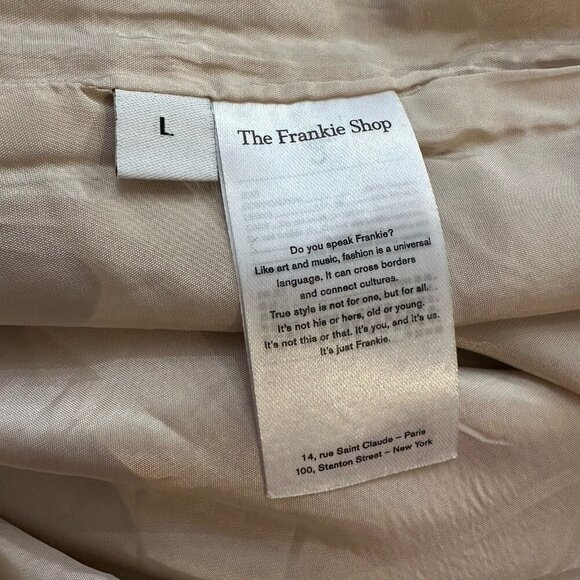 L
The Frankie Shop
Do you speak Frankie?
Like art and music, fashion is a universal
language. It can cross borders
and connect cultures.
True style is not for one, but for all.
It's not his or hers, old or young.
It's not this or that. It's you, and it's us.
It's just Frankie.
14, rue Saint Claude – Paris
100, Stanton Street – New York